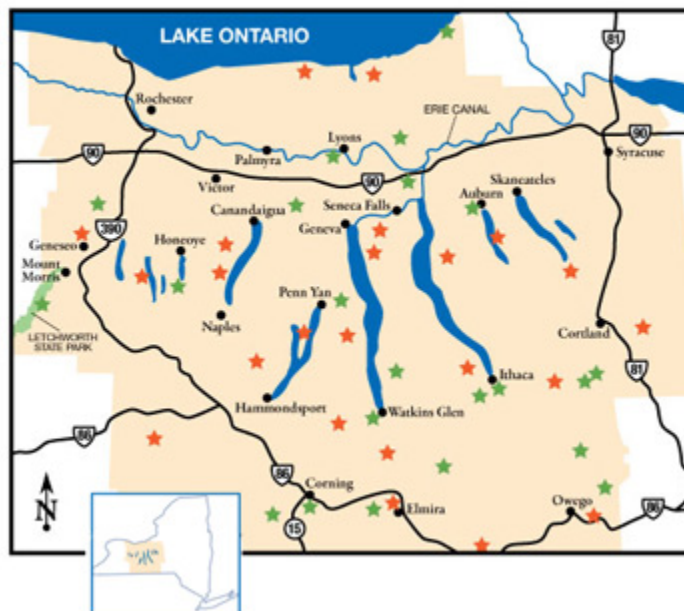 LAKE ONTARIO
81
Rochester
ERIE CANAL
Lyons
90
Palmyra
90
Syracuse
Victor
90
Skaneateles
Auburn
Seneca Falls
Canandaigua
390
Geneva
Geneseo
Honeoye
Mount
Morris
Penn Yan
Naples
LETCHWORTH
STATE PARK
Cortland
81
Ithaca
Hammondsport
Watkins Glen
86
86
Corning
N
Elmira
Owego
86
15